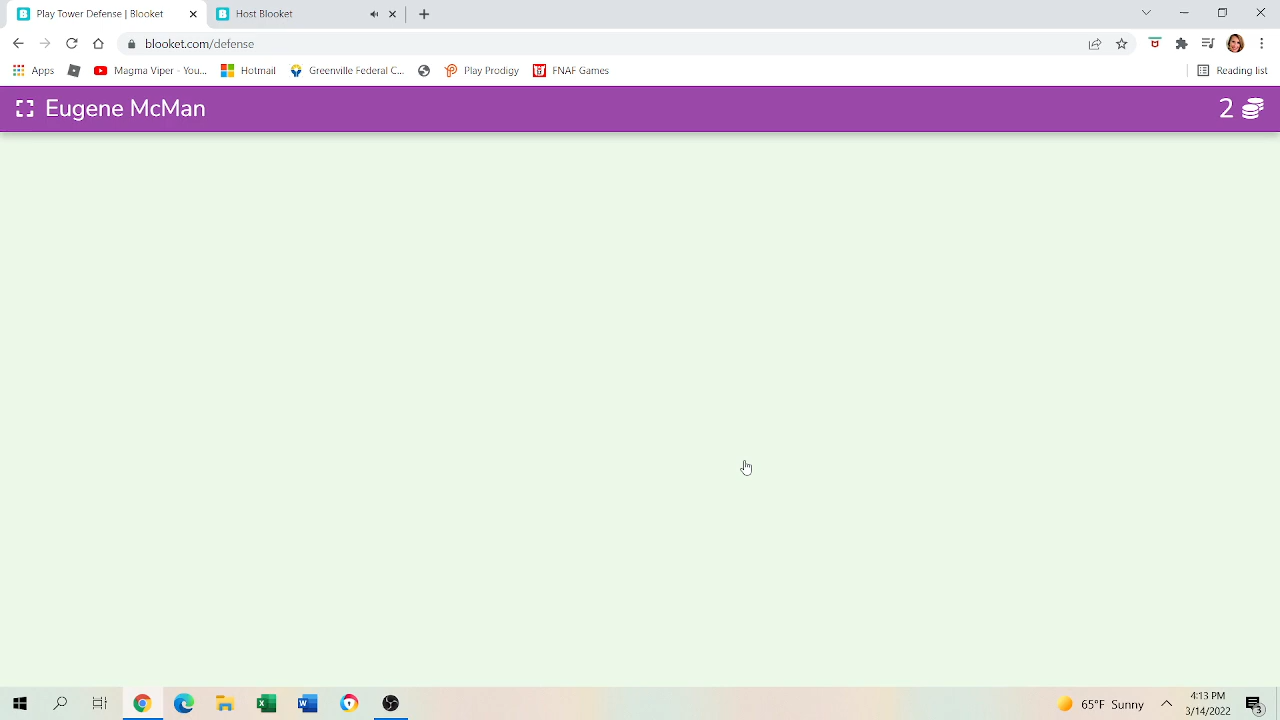 Play Tower Defense | Blooket
Host Blooket
blooket.com/defense
Apps
Magma Viper - You...
Hotmail
Greenville Federal C...
Play Prodigy
FNAF Games
Reading list
Eugene McMan
2
65°F Sunny
4:13 PM
3/14/2022
3